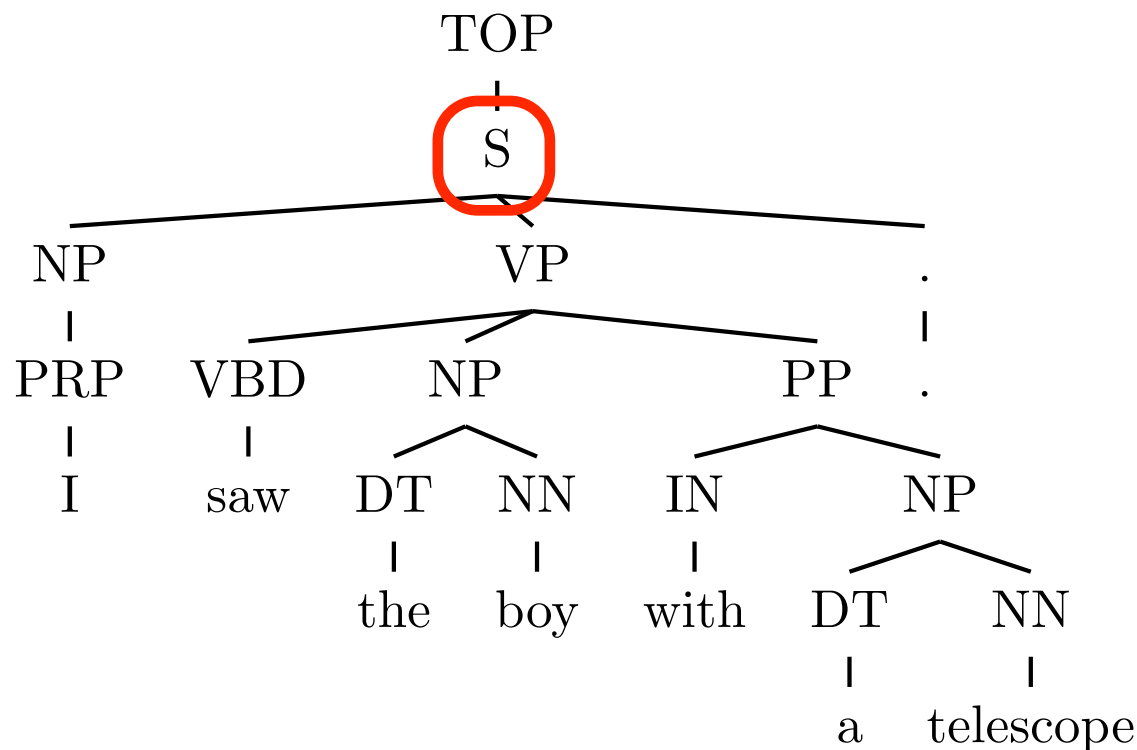 TOP
S
NP VP .
PRP VBD NP PP .
I saw DT NN IN NP
the boy with DT NN
a telescope